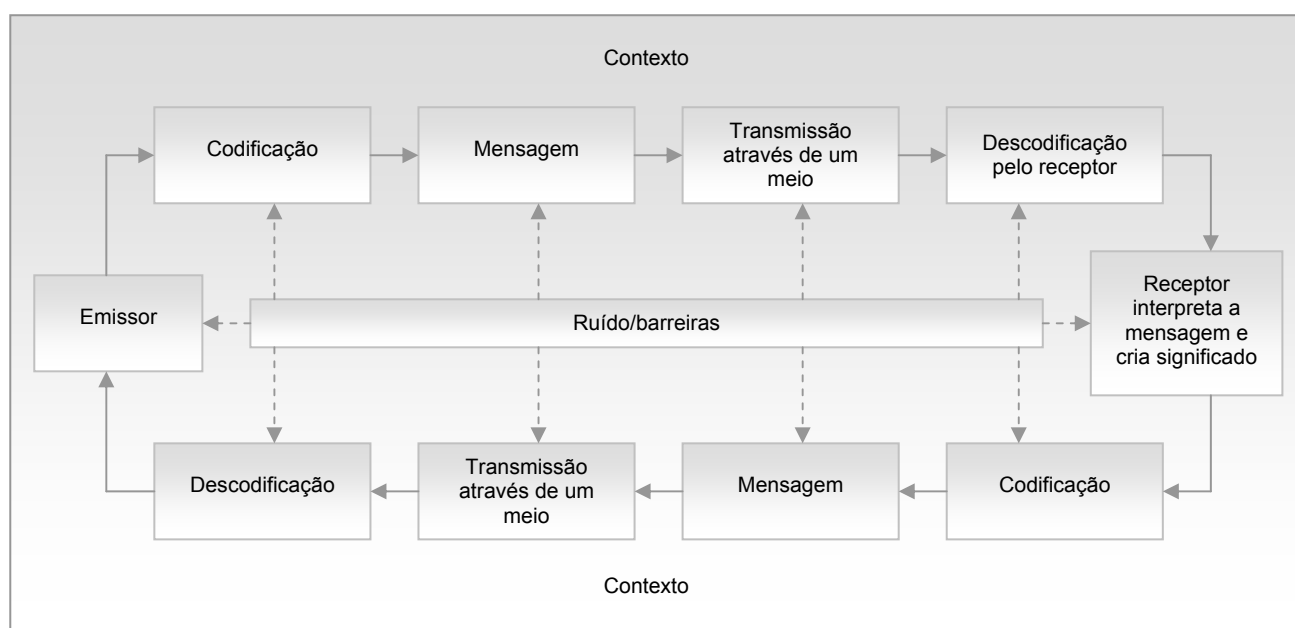 Contexto
Codificação
Mensagem
Transmissão
através de um
meio
Descodificação
pelo receptor
Emissor
Ruído/barreiras
Receptor
interpreta a
mensagem e
cria significado
Descodificação
Transmissão
através de um
meio
Mensagem
Codificação
Contexto